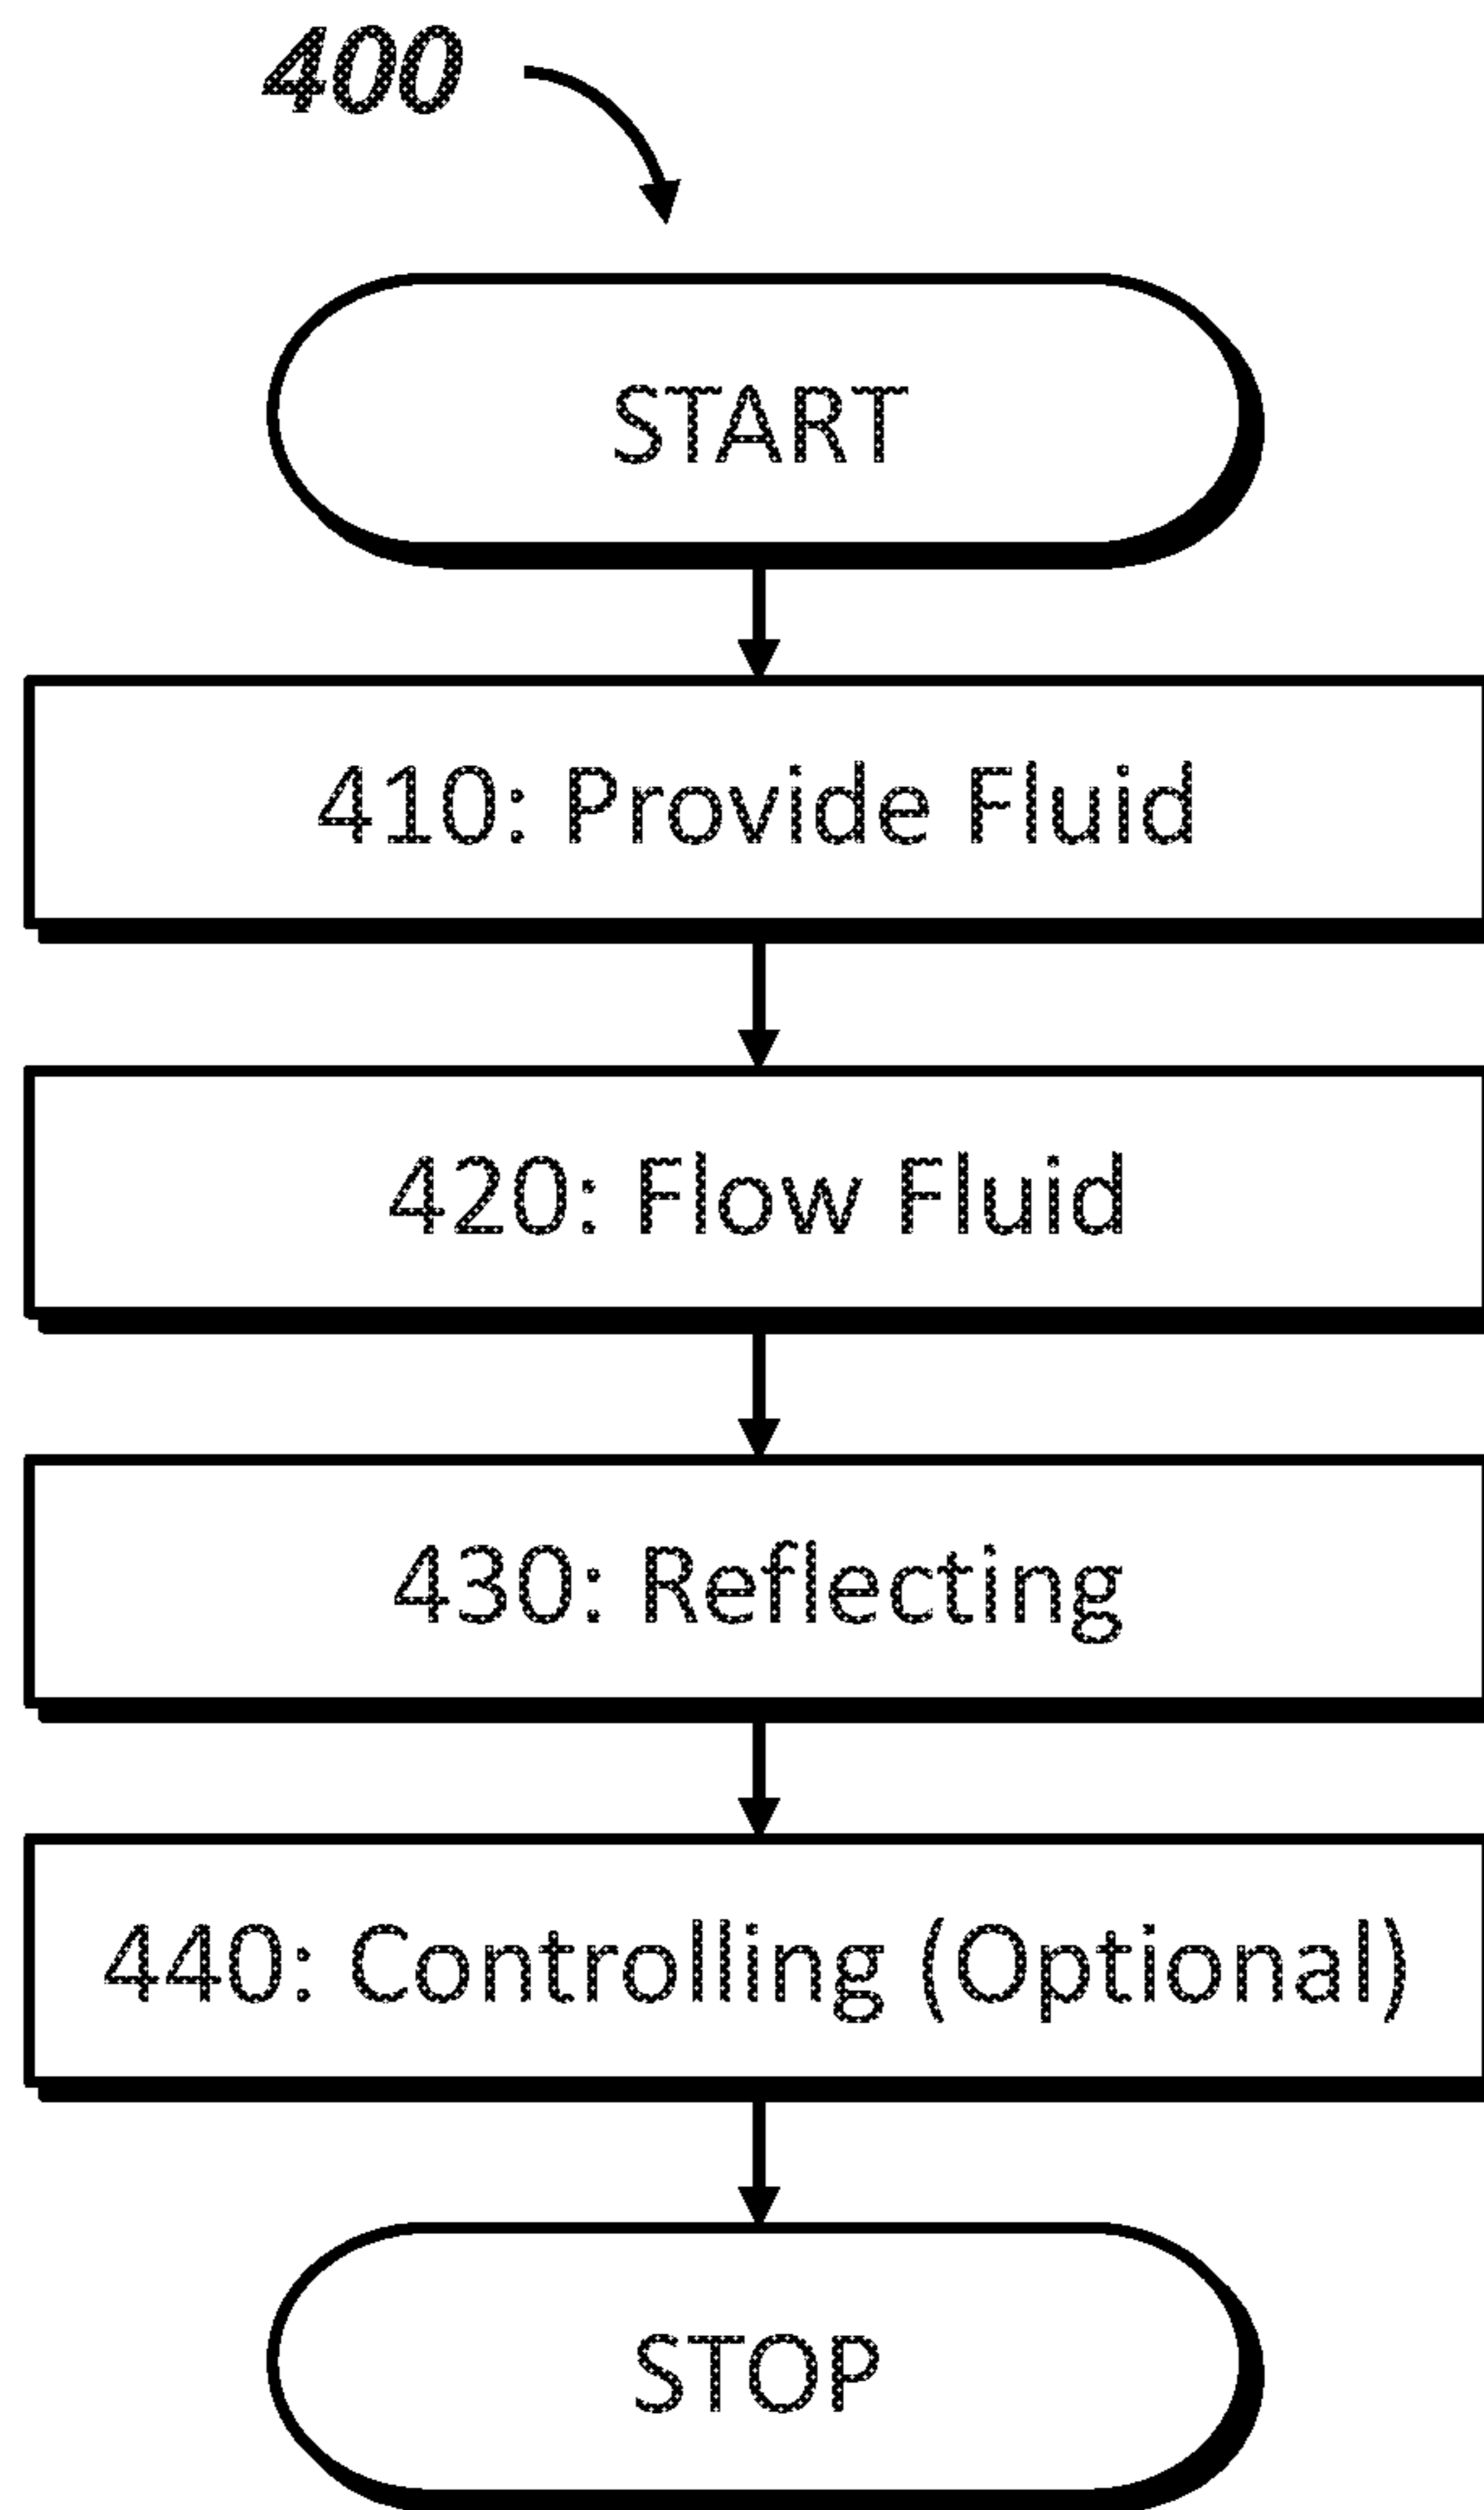 400
START
410: Provide Fluid
420: Flow Fluid
430: Reflecting
440: Controlling (Optional)
STOP